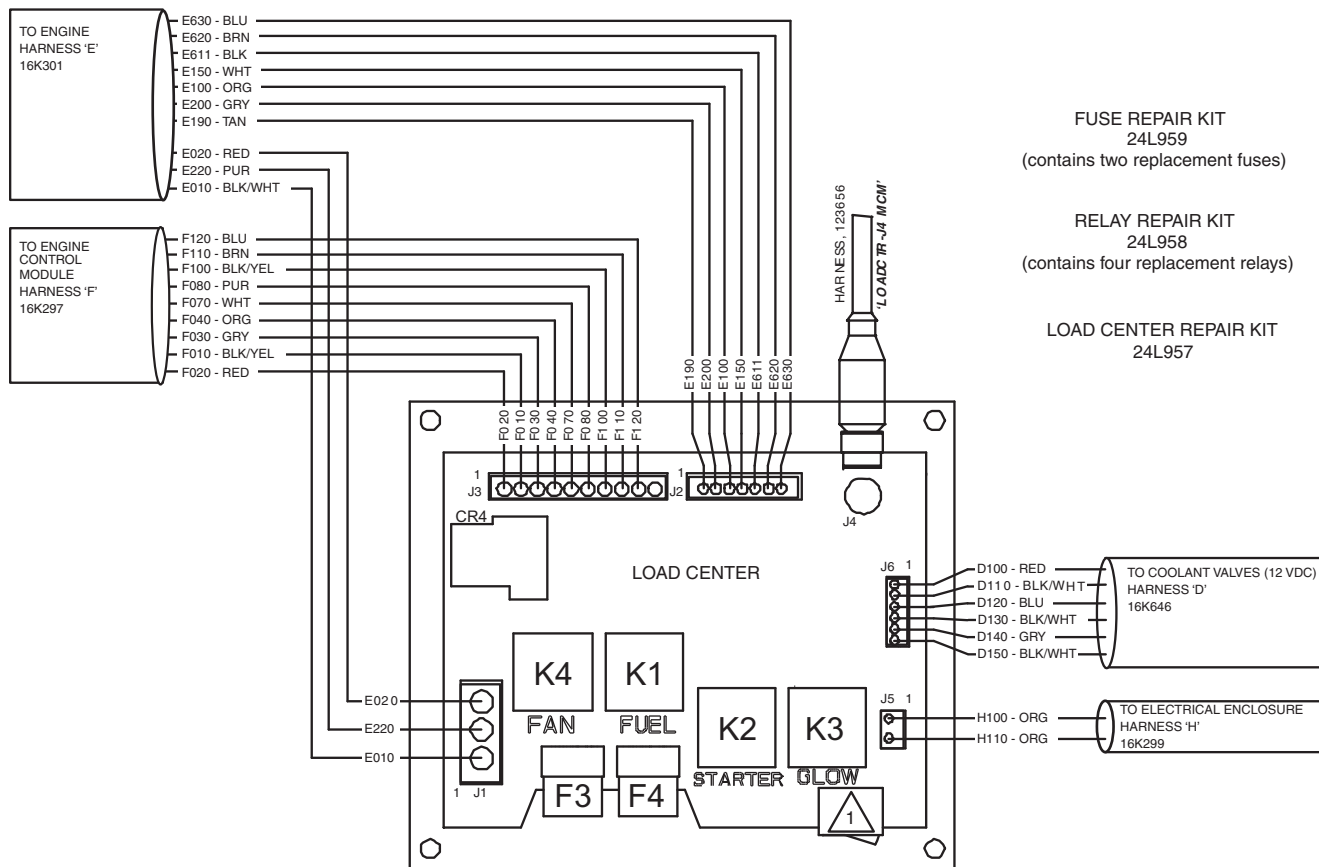 TO ENGINE
HARNESS ‘E’
16K301
E630 - BLU
E620 - BRN
E611 - BLK
E150 - WHT
E100 - ORG
E200 - GRY
E190 - TAN
E020 - RED
E220 - PUR
E010 - BLK/WHT
TO ENGINE
CONTROL
MODULE
HARNESS ‘F’
16K297
F120 - BLU
F110 - BRN
F100 - BLK/YEL
F080 - PUR
F070 - WHT
F040 - ORG
F030 - GRY
F010 - BLK/YEL
F020 - RED
FUSE REPAIR KIT
24L959
(contains two replacement fuses)
RELAY REPAIR KIT
24L958
(contains four replacement relays)
LOAD CENTER REPAIR KIT
24L957
HARNESS, 123656
‘LOADCTR-J4 MCM’
F020
F010
F030
F040
F070
F080
F100
F110
F120
E190
E200
E100
E150
E611
E620
E630
1
J3
1
J2
J4
CR4
LOAD CENTER
J6 1
D100 - RED
D110 - BLK/WHT
D120 - BLU
D130 - BLK/WHT
D140 - GRY
D150 - BLK/WHT
TO COOLANT VALVES (12 VDC)
HARNESS ‘D’
16K646
K4
FAN
K1
FUEL
K2
STARTER
K3
GLOW
J5 1
H100 - ORG
H110 - ORG
TO ELECTRICAL ENCLOSURE
HARNESS ‘H’
16K299
E020
E220
E010
1 J1
F3
F4
1